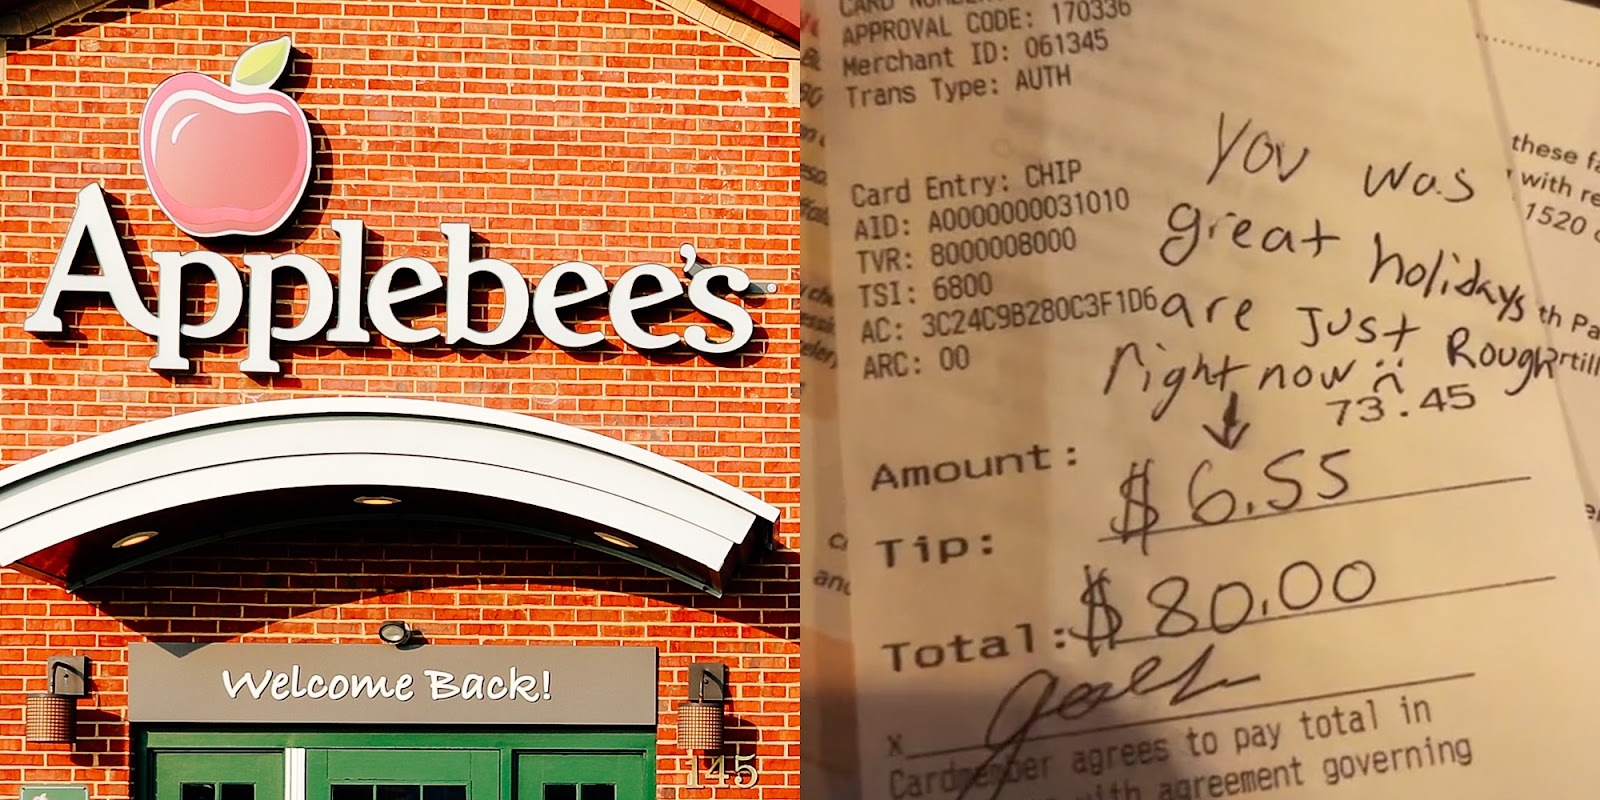 Applebee's
Welcome Back!
145
APPROVAL CODE: 170336
Merchant ID: 061345
Trans Type: AUTH
Card Entry: CHIP
AID: A0000000031010
TVR: 8000008000
TSI: 6800
AC: 3C24C9B280C3F1D6
ARC: 00
You was
great holidays
are Just Rough
right now
Amount: 73.45
Tip: $ 6.55
Total: $ 80.00
x
Cardmember agrees to pay total in
with agreement governing
these
with
1520